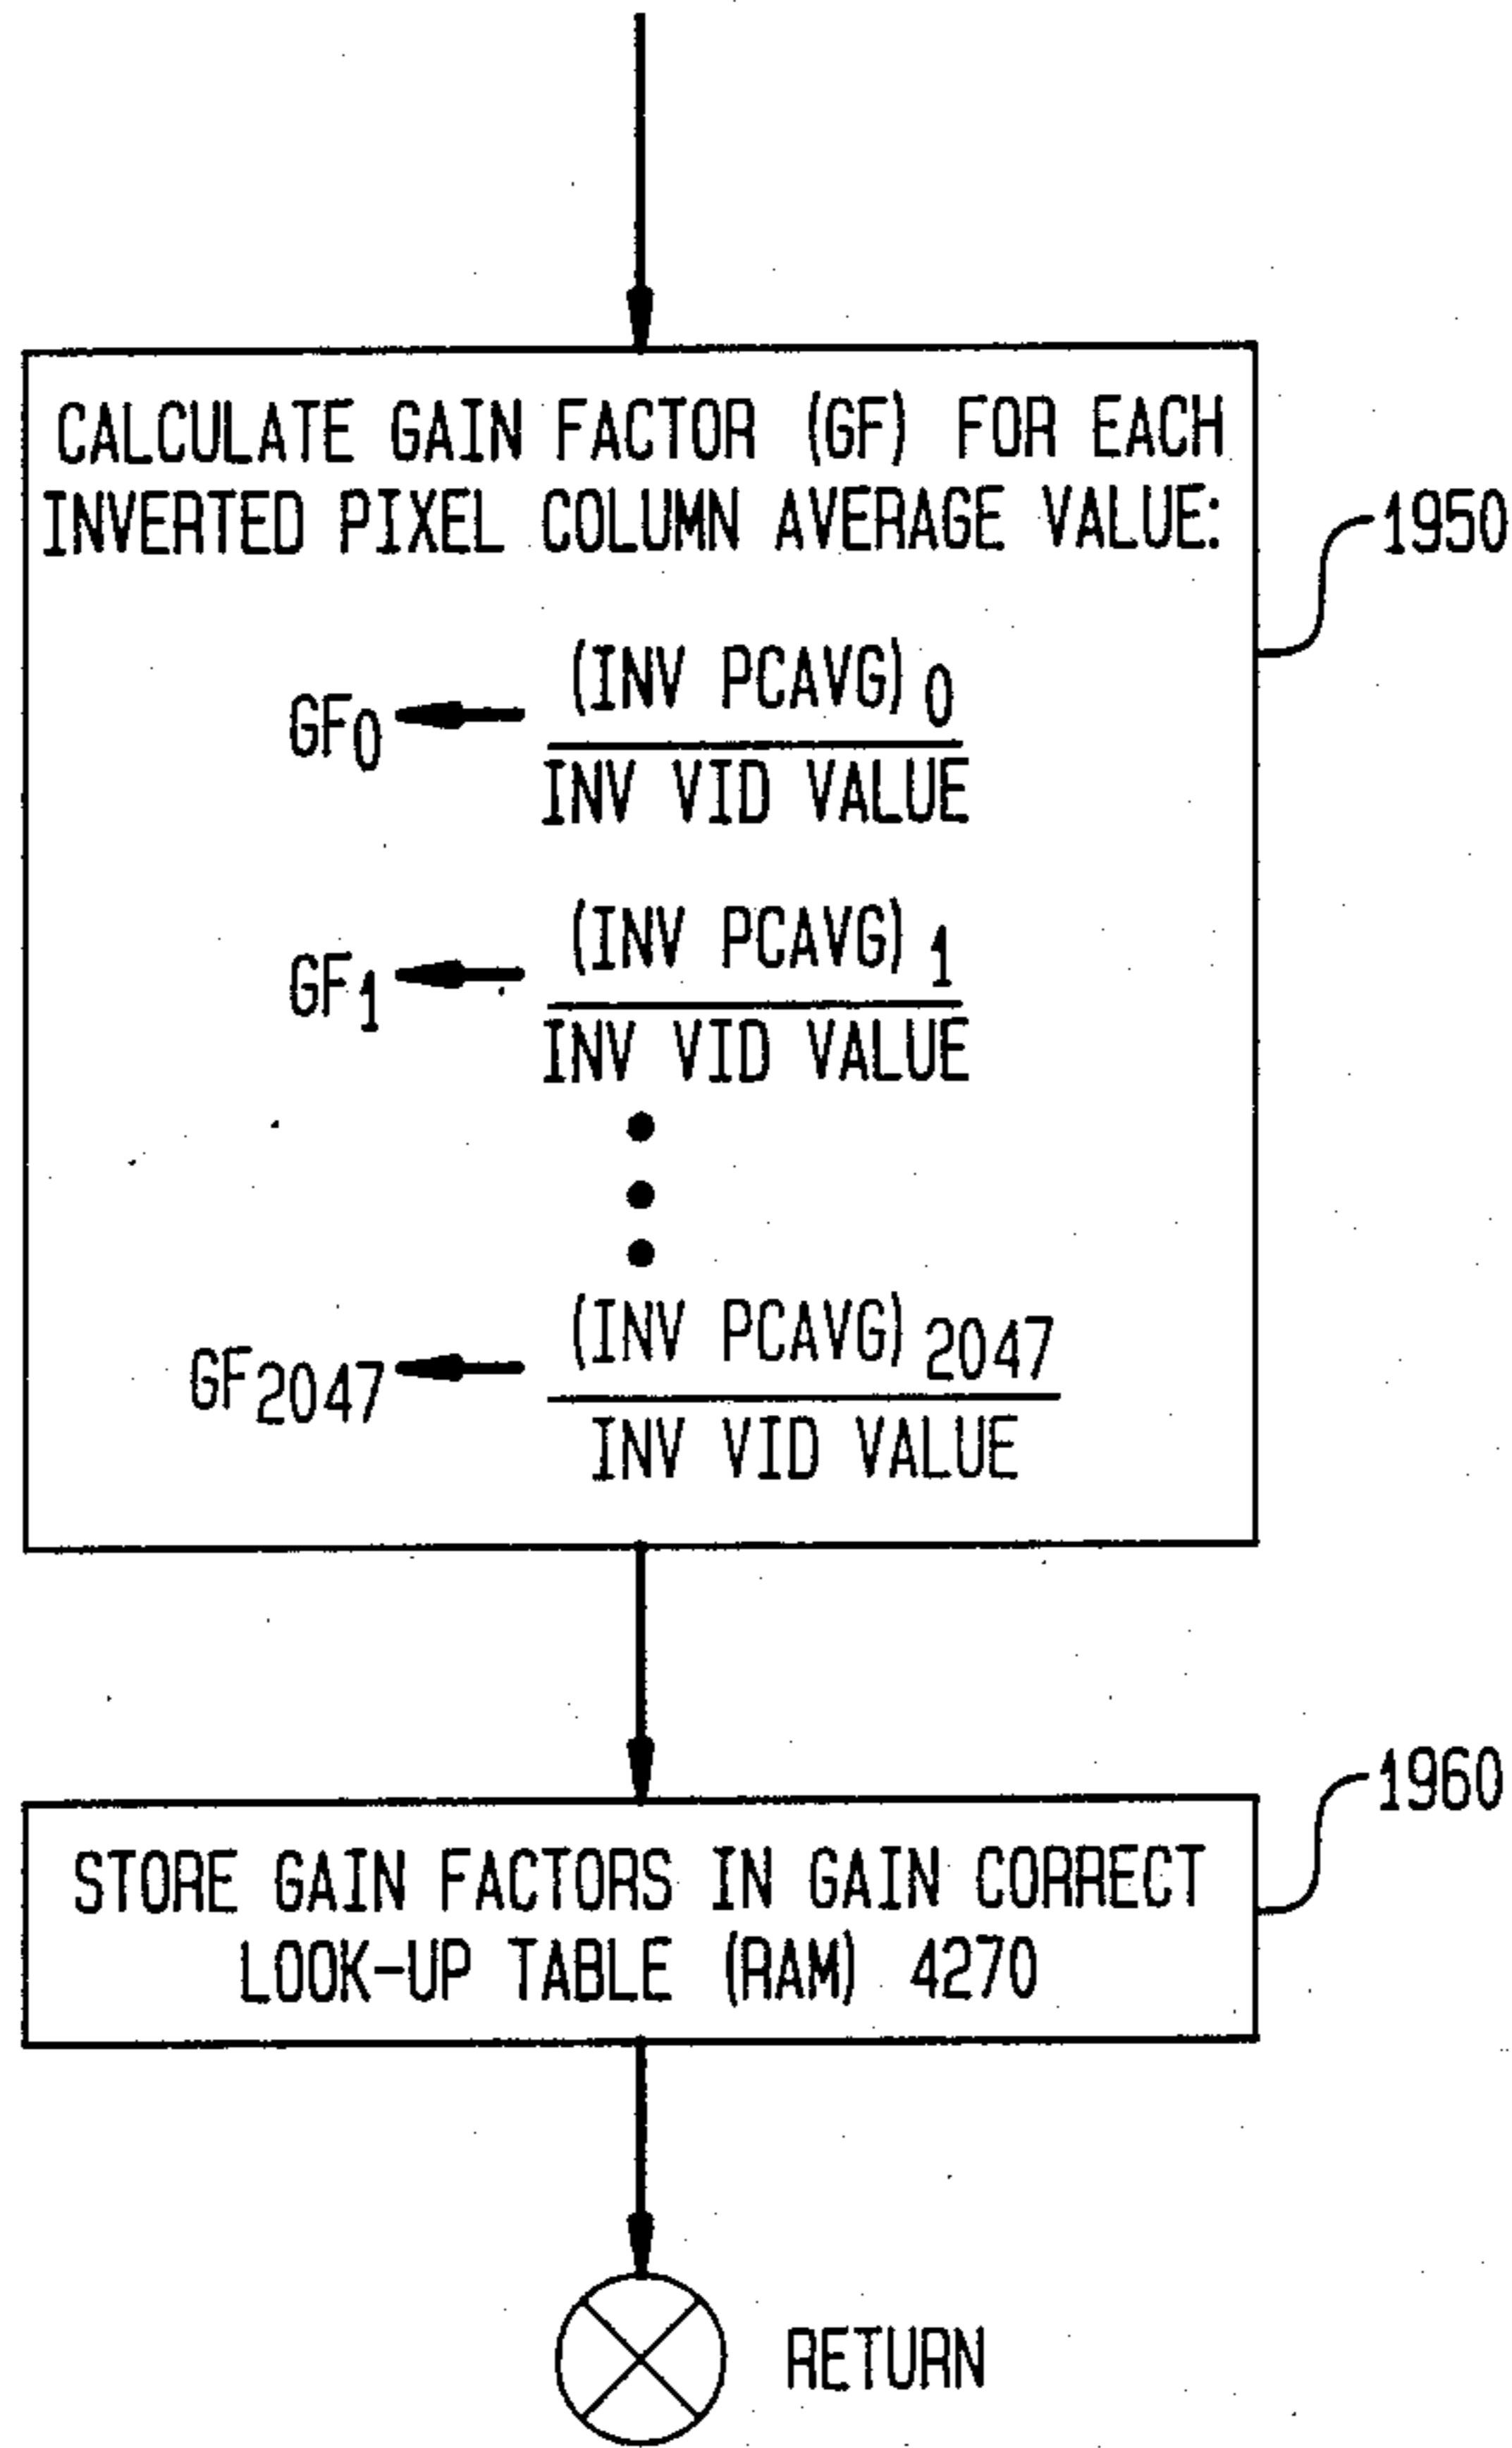 CALCULATE GAIN FACTOR (GF) FOR EACH
INVERTED PIXEL COLUMN AVERAGE VALUE:
1950
GF0 ← (INV PCAVG)0
INV VID VALUE
GF1 ← (INV PCAVG)1
INV VID VALUE
GF2047 ← (INV PCAVG)2047
INV VID VALUE
1960
STORE GAIN FACTORS IN GAIN CORRECT
LOOK-UP TABLE (RAM) 4270
RETURN